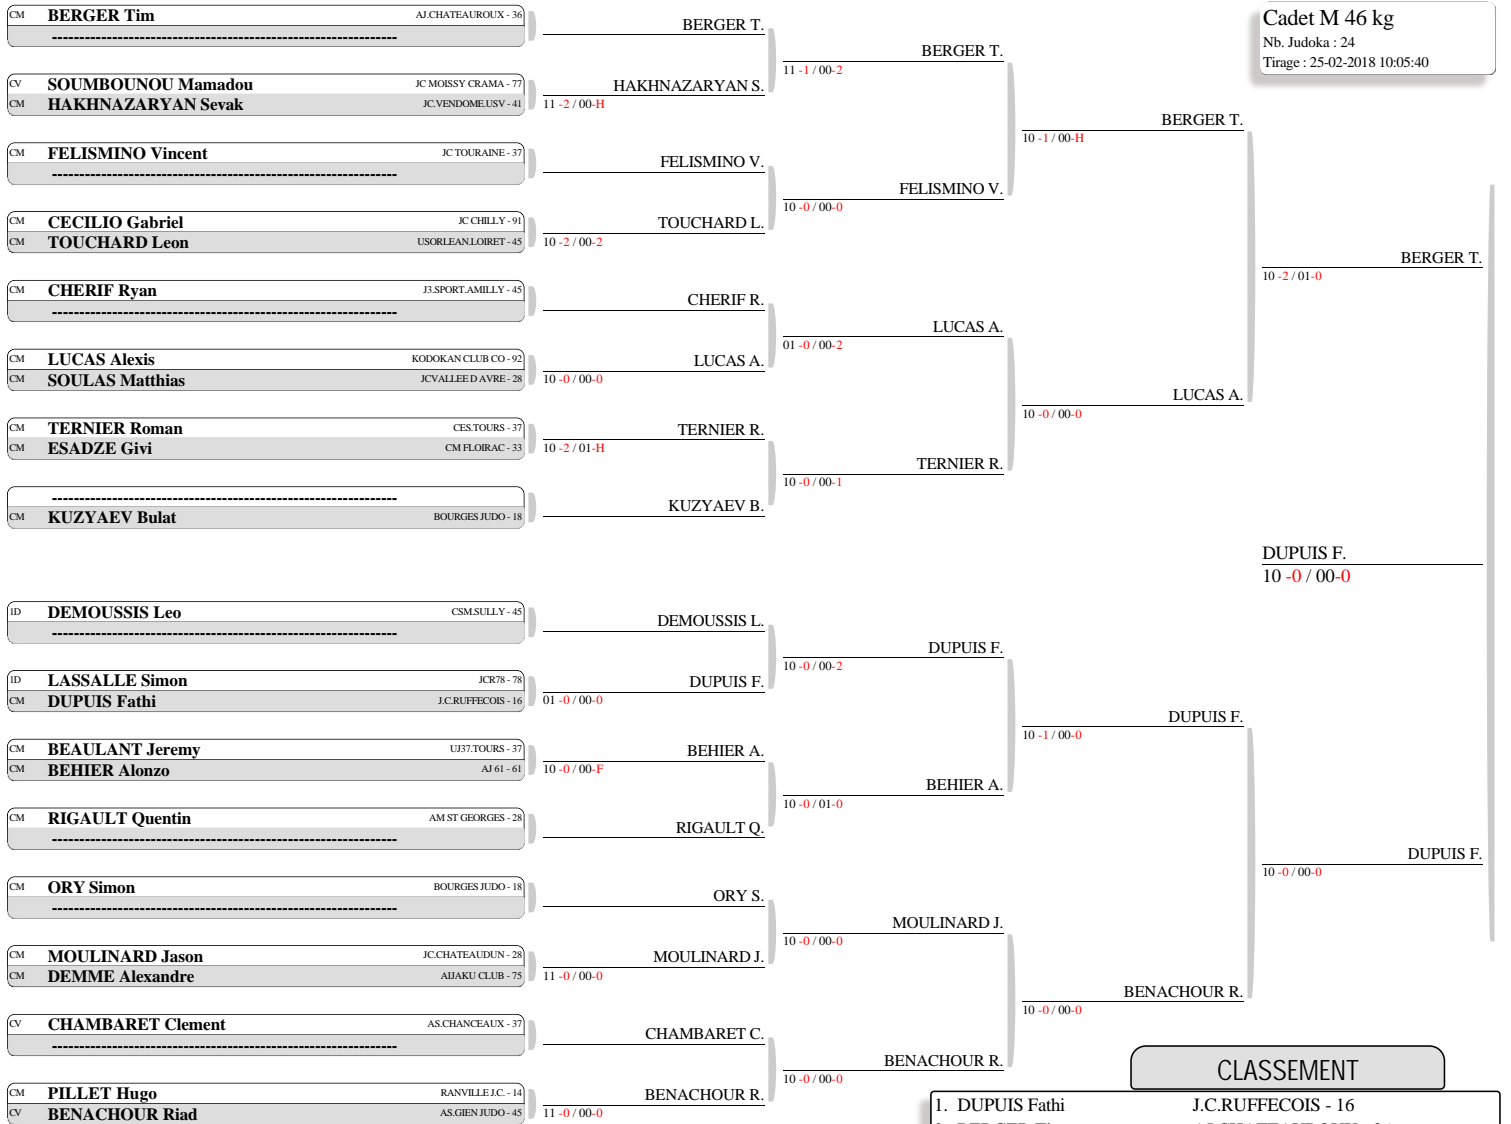 Cadet M 46 kg
Nb. Judoka : 24
Tirage : 25-02-2018 10:05:40
CM BERGER Tim AJ.CHATEAUROUX - 36
------------------------------------------------------------
CV SOUMBOUNOU Mamadou JC MOISSY CRAMA - 77
CM HAKHNAZARYAN Sevak JC.VENDOME.USV - 41
CM FELISMINO Vincent JC TOURAINE - 37
------------------------------------------------------------
CM CECILIO Gabriel JC CHILLY - 91
CM TOUCHARD Leon USORLEAN.LOIRET - 45
CM CHERIF Ryan J3.SPORT.AMILLY - 45
------------------------------------------------------------
CM LUCAS Alexis KODOKAN CLUB CO - 92
CM SOULAS Matthias JCVALLEE D AVRE - 28
CM TERNIER Roman CES.TOURS - 37
CM ESADZE Givi CM FLOIRAC - 33
------------------------------------------------------------
CM KUZYAEV Bulat BOURGES JUDO - 18
1D DEMOUSSIS Leo CSM.SULLY - 45
------------------------------------------------------------
1D LASSALLE Simon JCR78 - 78
CM DUPUIS Fathi J.C.RUFFECOIS - 16
CM BEAULANT Jeremy UJ37.TOURS - 37
CM BEHIER Alonzo AJ 61 - 61
CM RIGAULT Quentin AM ST GEORGES - 28
------------------------------------------------------------
CM ORY Simon BOURGES JUDO - 18
------------------------------------------------------------
CM MOULINARD Jason JC.CHATEAUDUN - 28
CM DEMME Alexandre AIJAKU CLUB - 75
CV CHAMBARET Clement AS.CHANCEAUX - 37
------------------------------------------------------------
CM PILLET Hugo RANVILLE J.C. - 14
CV BENACHOUR Riad AS.GIEN JUDO - 45
BERGER T.
HAKHNAZARYAN S.
11 -2 / 00-H
FELISMINO V.
TOUCHARD L.
10 -2 / 00-2
CHERIF R.
LUCAS A.
10 -0 / 00-0
TERNIER R.
10 -2 / 01-H
KUZYAEV B.
DEMOUSSIS L.
DUPUIS F.
01 -0 / 00-0
BEHIER A.
10 -0 / 00-F
RIGAULT Q.
ORY S.
MOULINARD J.
11 -0 / 00-0
CHAMBARET C.
BENACHOUR R.
11 -0 / 00-0
BERGER T.
11 -1 / 00-2
FELISMINO V.
10 -0 / 00-0
LUCAS A.
01 -0 / 00-2
TERNIER R.
10 -0 / 00-1
DUPUIS F.
10 -0 / 00-2
BEHIER A.
10 -0 / 01-0
MOULINARD J.
10 -0 / 00-0
BENACHOUR R.
10 -0 / 00-0
BERGER T.
10 -1 / 00-H
LUCAS A.
10 -0 / 00-0
DUPUIS F.
10 -1 / 00-0
BENACHOUR R.
10 -0 / 00-0
BERGER T.
10 -2 / 01-0
DUPUIS F.
10 -0 / 00-0
DUPUIS F.
10 -0 / 00-0
CLASSEMENT
1. DUPUIS Fathi J.C.RUFFECOIS - 16